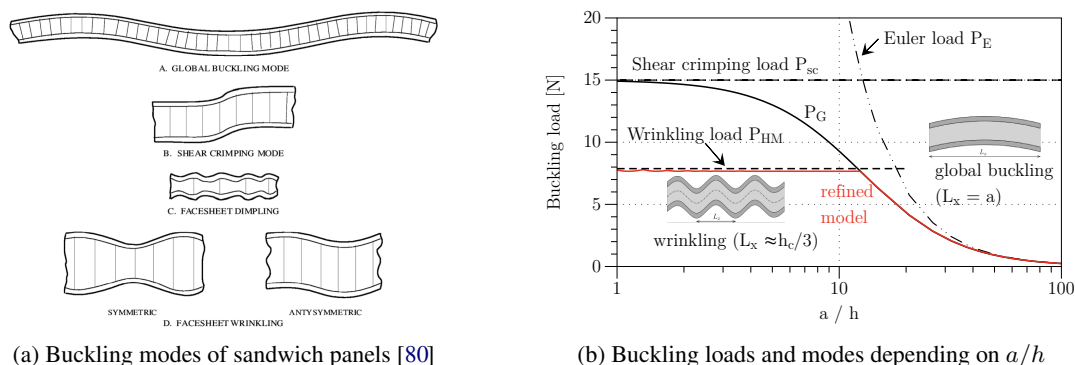 A. GLOBAL BUCKLING MODE
B. SHEAR CRIMPING MODE
C. FACESHEET DIMPLING
SYMMETRIC
ANTYSYMMETRIC
D. FACESHEET WRINKLING
(a) Buckling modes of sandwich panels [80]
20
15
10
5
0
Buckling load [N]
Euler load P_E
Shear crimping load P_sc
P_G
Wrinkling load P_HM
L_x
global buckling
(L_x = a)
refined
model
L_x
wrinkling (L_x ≈h_c/3)
1
10
100
a / h
(b) Buckling loads and modes depending on a/h